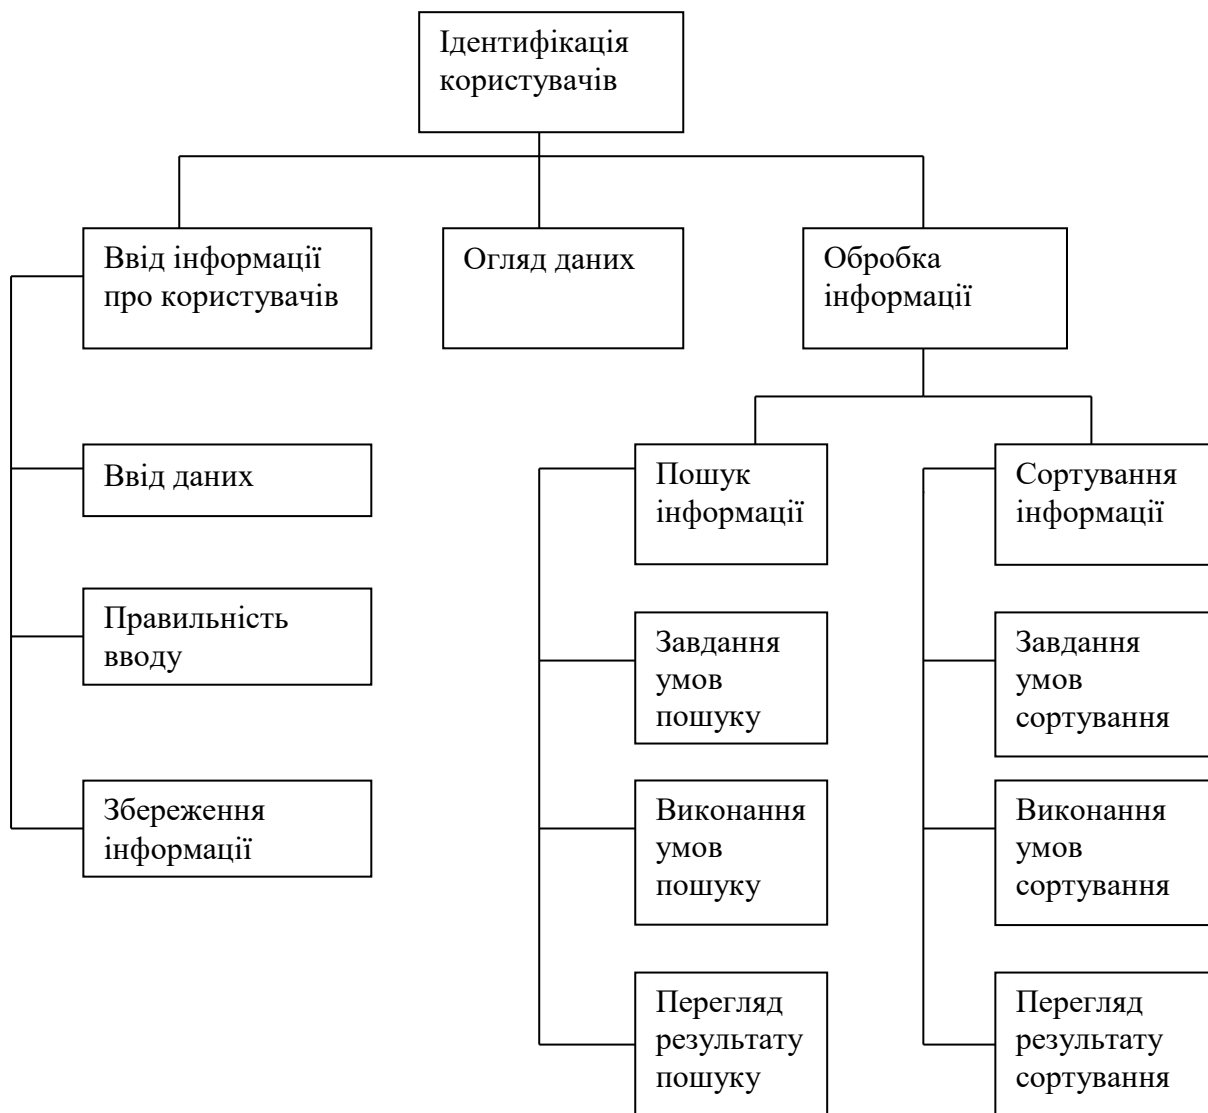 Ідентифікація
користувачів
Ввід інформації
про користувачів
Огляд даних
Обробка
інформації
Ввід даних
Правильність
вводу
Збереження
інформації
Пошук
інформації
Завдання
умов
пошуку
Виконання
умов
пошуку
Перегляд
результату
пошуку
Сортування
інформації
Завдання
умов
сортування
Виконання
умов
сортування
Перегляд
результату
сортування